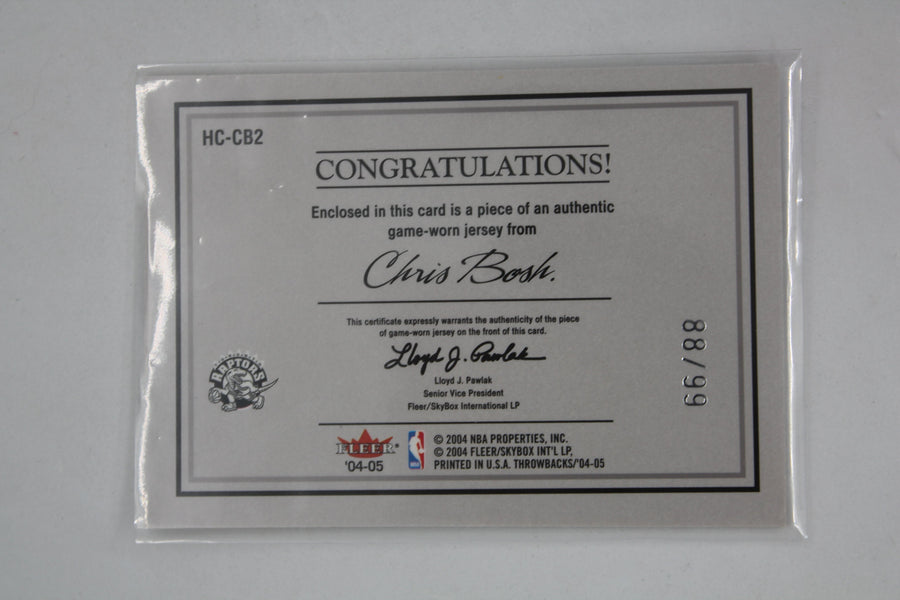 HC-CB2
CONGRATULATIONS!
Enclosed in this card is a piece of an authentic
game-worn jersey from
Chris Bosh.
This certificate expressly warrants the authenticity of the piece
of game-worn jersey on the front of this card.
Lloyd J. Pawlak
Lloyd J. Pawlak
Senior Vice President
Fleer/SkyBox International LP
88/99
RAPTORS
FLEER
'04-05
© 2004 NBA PROPERTIES, INC.
© 2004 FLEER/SKYBOX INT'L LP,
PRINTED IN U.S.A. THROWBACKS/'04-05